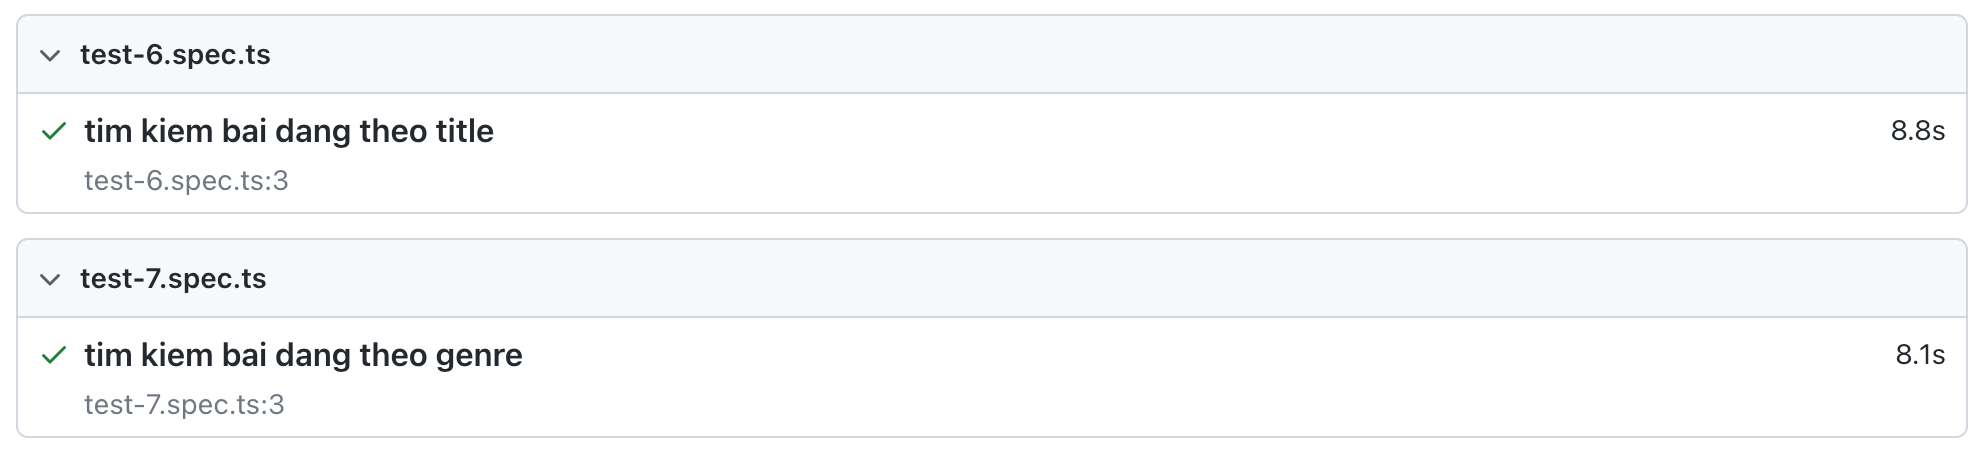 test-6.spec.ts
tim kiem bai dang theo title 8.8s
test-6.spec.ts:3
test-7.spec.ts
tim kiem bai dang theo genre 8.1s
test-7.spec.ts:3